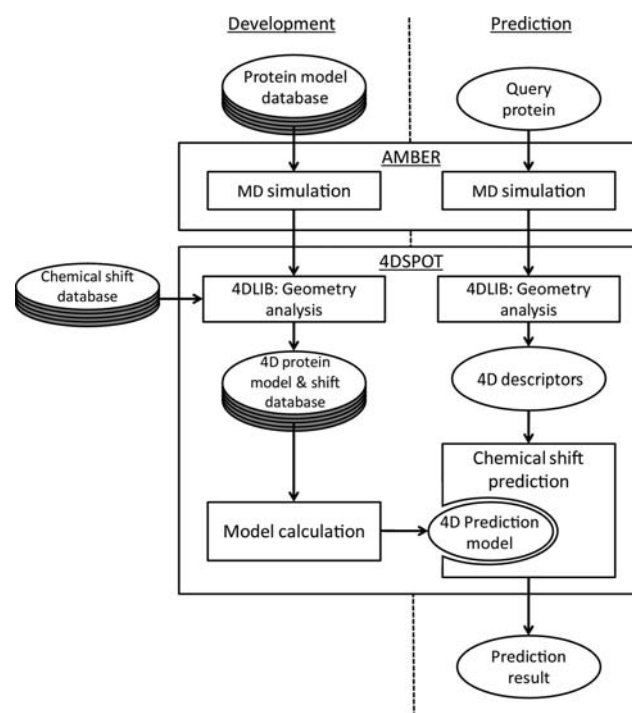 Development
Prediction
Protein model
database
Query
protein
AMBER
MD simulation
MD simulation
4DSPOT
Chemical shift
database
4DLIB: Geometry
analysis
4DLIB: Geometry
analysis
4D protein
model & shift
database
4D descriptors
Chemical shift
prediction
Model calculation
4D Prediction
model
Prediction
result